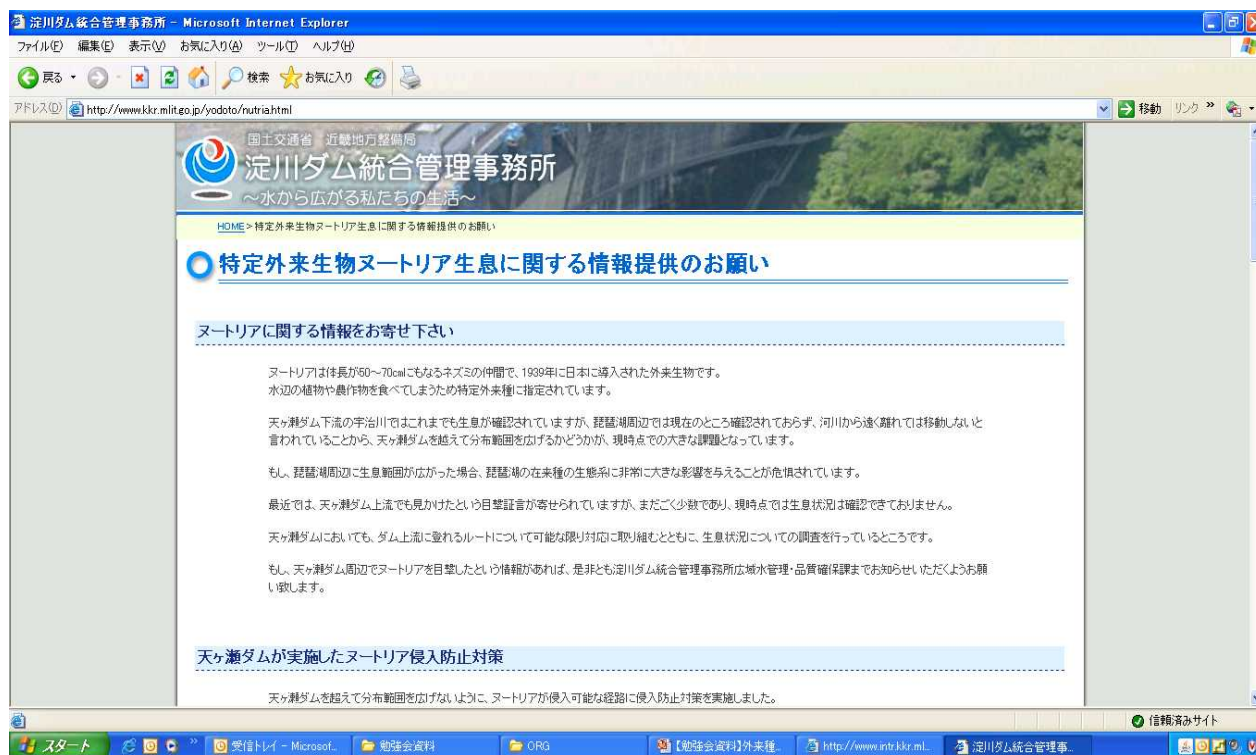 淀川ダム統合管理事務所 - Microsoft Internet Explorer
ファイル(F) 編集(E) 表示(V) お気に入り(A) ツール(T) ヘルプ(H)
戻る 検索 お気に入り
アドレス(D) http://www.kkr.mlit.go.jp/yodoto/nutria.html 移動 リンク »
国土交通省 近畿地方整備局
淀川ダム統合管理事務所
～水から広がる私たちの生活～
HOME > 特定外来生物ヌートリア生息に関する情報提供のお願い
特定外来生物ヌートリア生息に関する情報提供のお願い
ヌートリアに関する情報をお寄せ下さい
ヌートリアは体長が50～70cmにもなるネズミの仲間で、1939年に日本に導入された外来生物です。
水辺の植物や農作物を食べてしまうため特定外来種に指定されています。
天ヶ瀬ダム下流の宇治川ではこれまでも生息が確認されていますが、琵琶湖周辺では現在のところ確認されておらず、河川から遠く離れては移動しないと
言われていることから、天ヶ瀬ダムを越えて分布範囲を広げるかどうかが、現時点での大きな課題となっています。
もし、琵琶湖周辺に生息範囲が広がった場合、琵琶湖の在来種の生態系に非常に大きな影響を与えることが危惧されています。
最近では、天ヶ瀬ダム上流でも見かけたという目撃証言が寄せられていますが、まだごく少数であり、現時点では生息状況は確認できておりません。
天ヶ瀬ダムにおいても、ダム上流に登れるルートについて可能な限り対応に取り組むとともに、生息状況についての調査を行っているところです。
もし、天ヶ瀬ダム周辺でヌートリアを目撃したという情報があれば、是非とも淀川ダム統合管理事務所広域水管理・品質確保課までお知らせいただくようお願
い致します。
天ヶ瀬ダムが実施したヌートリア侵入防止対策
天ヶ瀬ダムを超えて分布範囲を広げないように、ヌートリアが侵入可能な経路に侵入防止対策を実施しました。
信頼済みサイト
スタート » 受信トレイ - Microsof... 勉強会資料 ORG 【勉強会資料】外来種... http://www.intr.kkr.ml... 淀川ダム統合管理事...